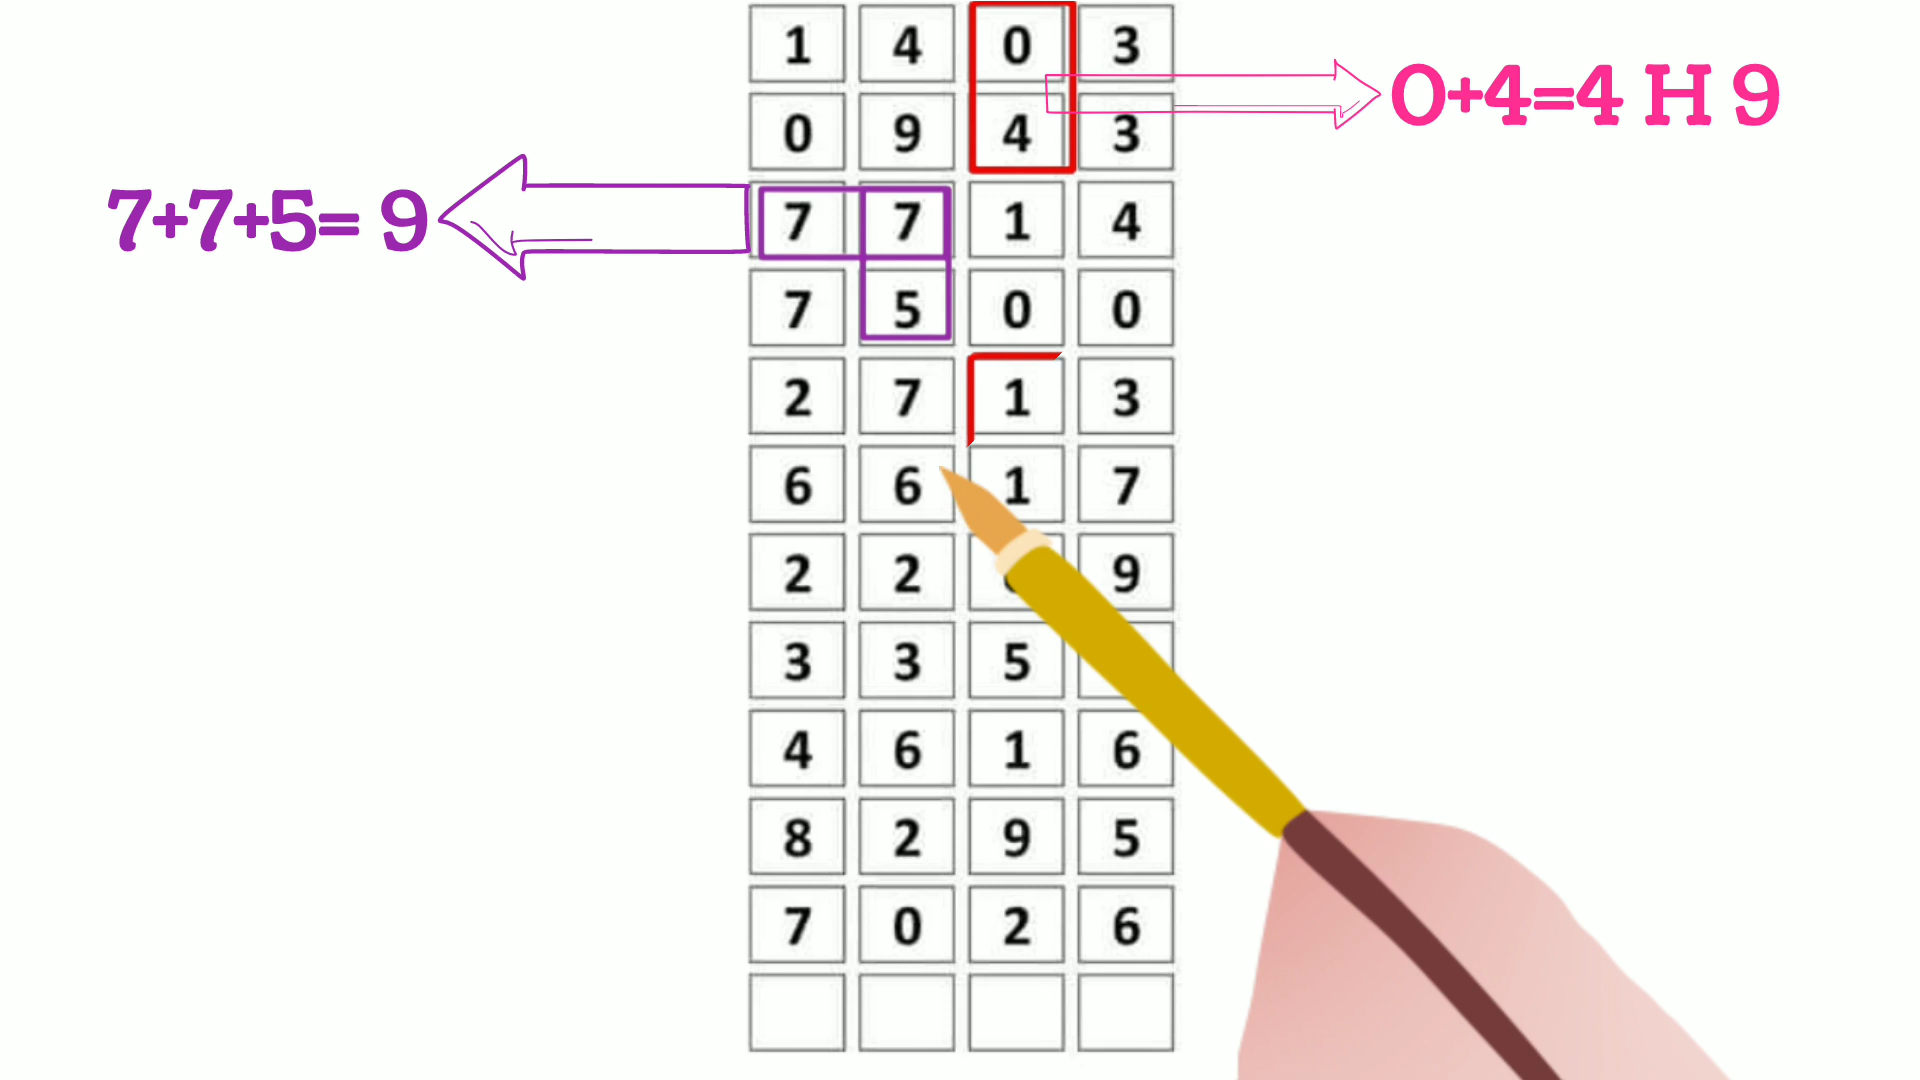 1 4 0 3
0+4=4 H 9
0 9 4 3
7+7+5= 9
7 7 1 4
7 5 0 0
2 7 1 3
6 6 1 7
2 2 9
3 3 5
4 6 1 6
8 2 9 5
7 0 2 6